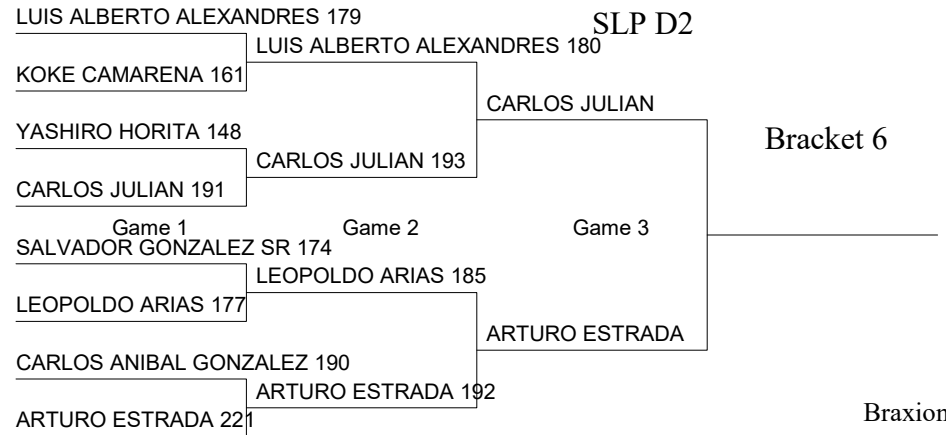 SLP D2
Bracket 6
LUIS ALBERTO ALEXANDRES 179
KOKE CAMARENA 161
YASHIRO HORITA 148
CARLOS JULIAN 191
SALVADOR GONZALEZ SR 174
LEOPOLDO ARIAS 177
CARLOS ANIBAL GONZALEZ 190
ARTURO ESTRADA 221
Game 1
LUIS ALBERTO ALEXANDRES 180
CARLOS JULIAN 193
LEOPOLDO ARIAS 185
ARTURO ESTRADA 192
Game 2
CARLOS JULIAN
ARTURO ESTRADA
Game 3
Braxion